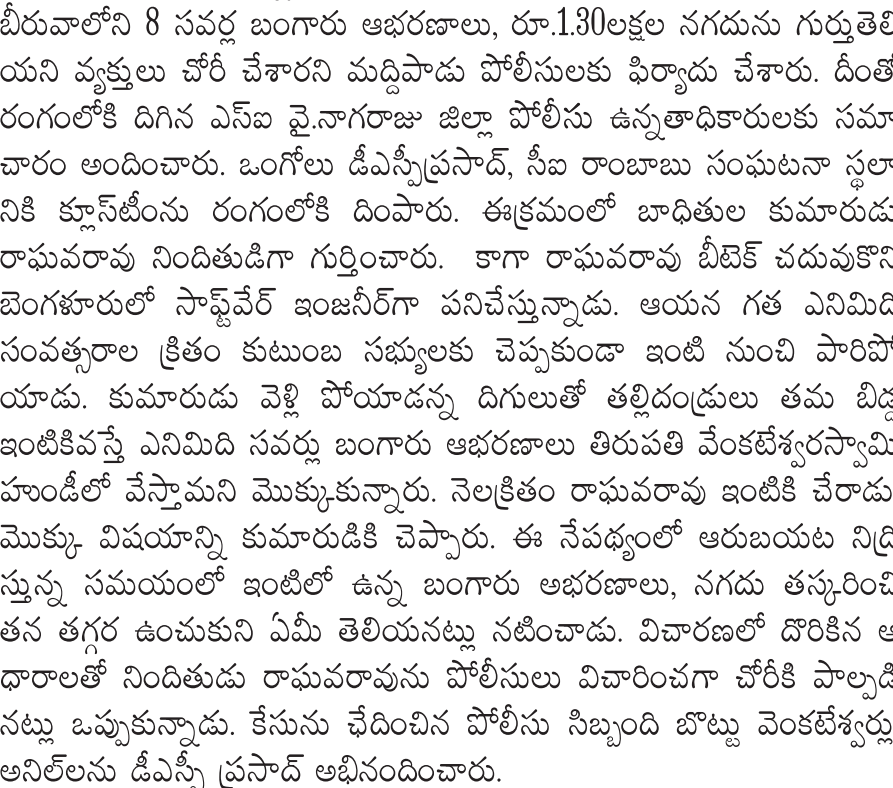 బీరువాలోని 8 సవర్ల బంగారు ఆభరణాలు, రూ.1.30లక్షల నగదును గుర్తుతెలి
యని వ్యక్తులు చోరీ చేశారని మద్దిపాడు పోలీసులకు ఫిర్యాదు చేశారు. దీంతో
రంగంలోకి దిగిన ఎస్ఐ వై.నాగరాజు జిల్లా పోలీసు ఉన్నతాధికారులకు సమా
చారం అందించారు. ఒంగోలు డీఎస్పీప్రసాద్, సీఐ రాంబాబు సంఘటనా స్థలా
నికి క్లూస్‌టీంను రంగంలోకి దింపారు. ఈక్రమంలో బాధితుల కుమారుడు
రాఘవరావు నిందితుడిగా గుర్తించారు. కాగా రాఘవరావు బీటెక్ చదువుకొని
బెంగళూరులో సాఫ్ట్‌వేర్ ఇంజనీర్‌గా పనిచేస్తున్నాడు. ఆయన గత ఎనిమిది
సంవత్సరాల క్రితం కుటుంబ సభ్యులకు చెప్పకుండా ఇంటి నుంచి పారిపో
యాడు. కుమారుడు వెళ్లి పోయాడన్న దిగులుతో తల్లిదండ్రులు తమ బిడ్డ
ఇంటికివస్తే ఎనిమిది సవర్లు బంగారు ఆభరణాలు తిరుపతి వేంకటేశ్వరస్వామి
హుండీలో వేస్తామని మొక్కుకున్నారు. నెలక్రితం రాఘవరావు ఇంటికి చేరాడు
మొక్కు విషయాన్ని కుమారుడికి చెప్పారు. ఈ నేపథ్యంలో ఆరుబయట నిద్రి
స్తున్న సమయంలో ఇంటిలో ఉన్న బంగారు అభరణాలు, నగదు తస్కరించి
తన తగ్గర ఉంచుకుని ఏమీ తెలియనట్లు నటించాడు. విచారణలో దొరికిన ఆ
ధారాలతో నిందితుడు రాఘవరావును పోలీసులు విచారించగా చోరీకి పాల్పడి
నట్లు ఒప్పుకున్నాడు. కేసును ఛేదించిన పోలీసు సిబ్బంది బొట్టు వెంకటేశ్వర్లు
అనిల్‌లను డీఎస్పీ ప్రసాద్ అభినందించారు.